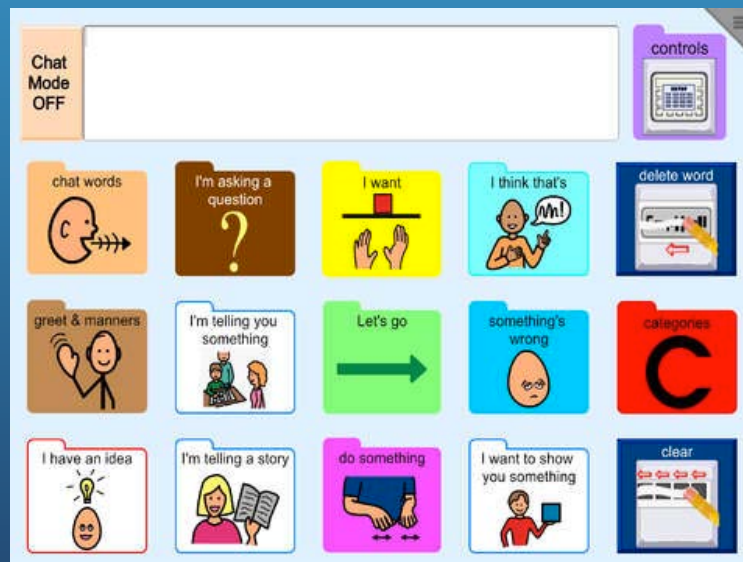 Chat
Mode
OFF
controls
chat words
I'm asking a
question
?
I want
I think that's
delete word
greet & manners
I'm telling you
something
Let's go
something's
wrong
categories
C
I have an idea
I'm telling a story
do something
I want to show
you something
clear